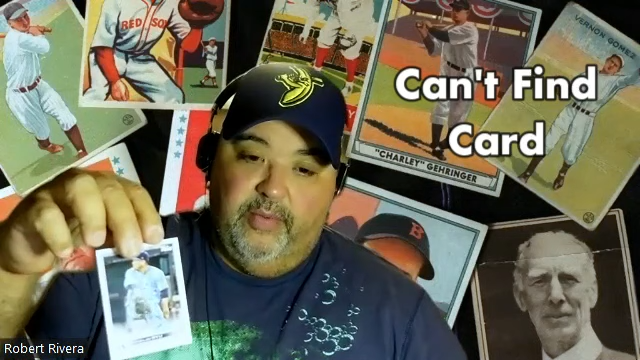 Can't Find
Card
RED SOX
"CHARLEY" GEHRINGER
VERNON GOMEZ
B
Robert Rivera